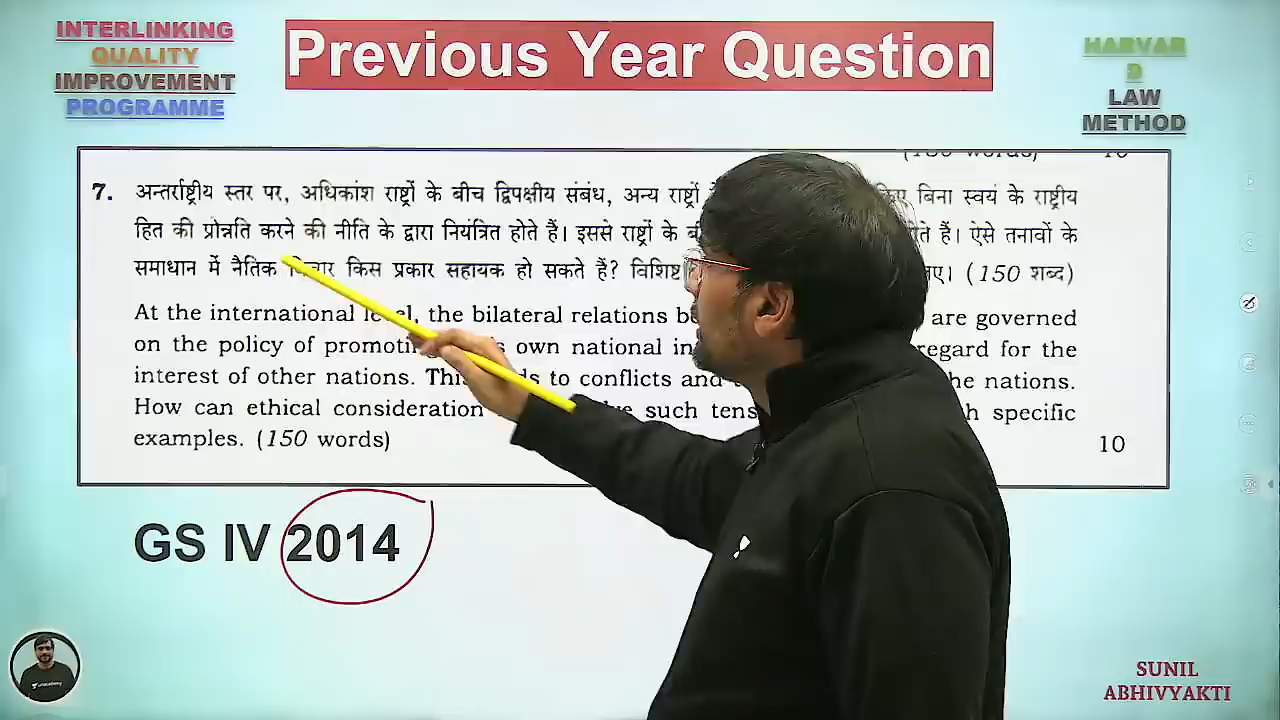 INTERLINKING
QUALITY
IMPROVEMENT
PROGRAMME
Previous Year Question
HARVAR
D
LAW
METHOD
7. अन्तर्राष्ट्रीय स्तर पर, अधिकांश राष्ट्रों के बीच द्विपक्षीय संबंध, अन्य राष्ट्रों बिना स्वयं के राष्ट्रीय
हित की प्रोन्नति करने की नीति के द्वारा नियंत्रित होते हैं। इससे राष्ट्रों के हैं। ऐसे तनावों के
समाधान में नैतिक किस प्रकार सहायक हो सकते हैं? विशिष्ट (150 शब्द)
At the international the bilateral relations are governed
on the policy of own national regard for the
interest of other nations. to conflicts and nations.
How can ethical consideration such specific
examples. (150 words) 10
GS IV 2014
SUNIL
ABHIVYAKTI